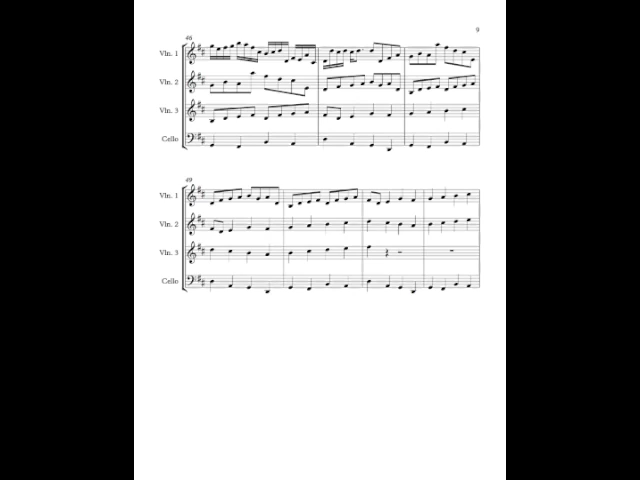 9
46
Vln. 1
Vln. 2
Vln. 3
Cello
49
Vln. 1
Vln. 2
Vln. 3
Cello